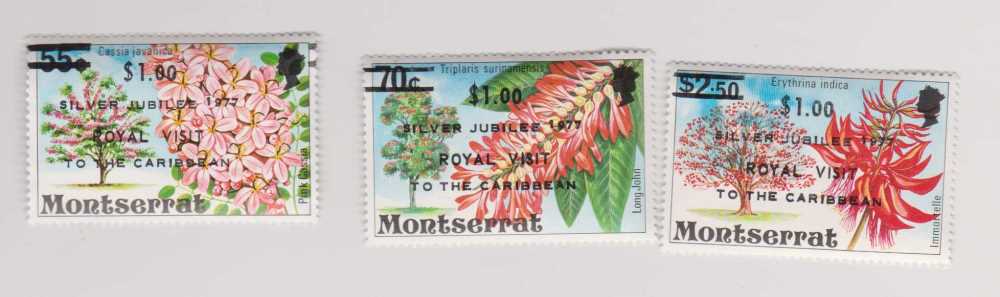 55¢ Cassia javanica
$1.00
SILVER JUBILEE 1977
ROYAL VISIT
TO THE CARIBBEAN
Montserrat
Pink Cassia
70¢ Triplaris surinamensis
$1.00
SILVER JUBILEE 1977
ROYAL VISIT
TO THE CARIBBEAN
Montserrat
Long John
$2.50 Erythrina indica
$1.00
SILVER JUBILEE 1977
ROYAL VISIT
TO THE CARIBBEAN
Montserrat
Immortelle